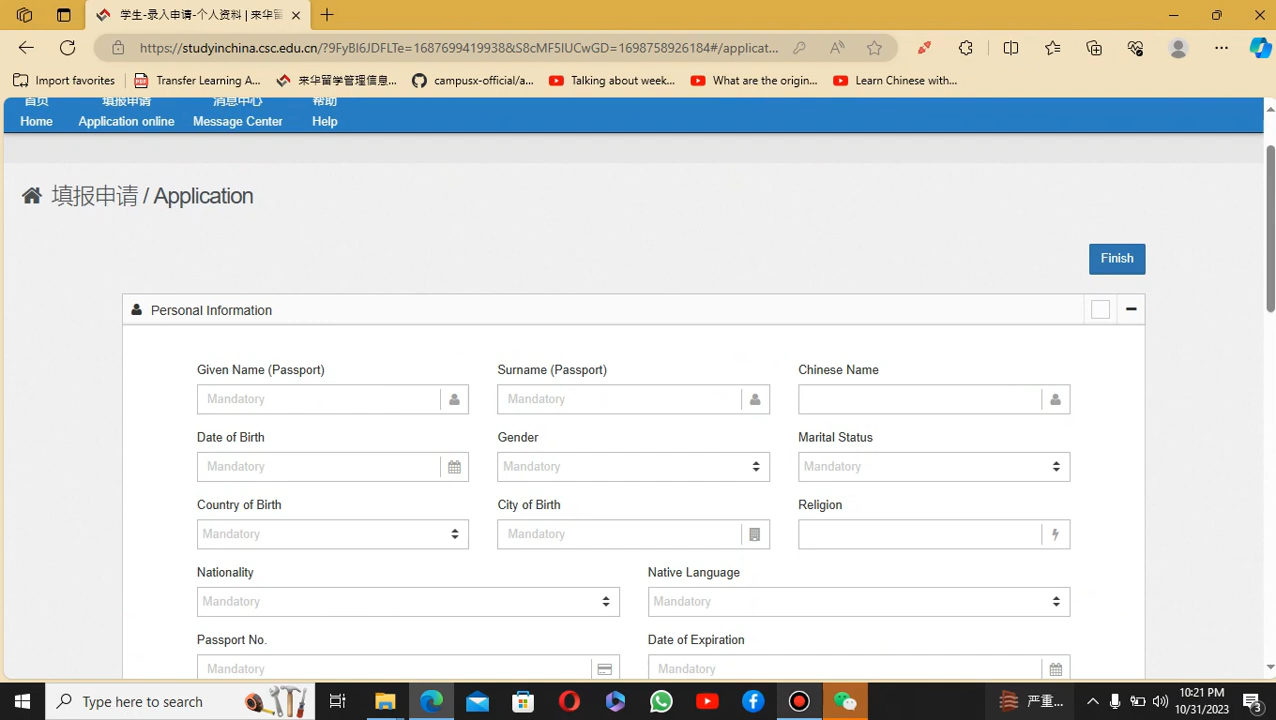 学生-录入申请-个人资料 | 来华留
https://studyinchina.csc.edu.cn/?9FyBl6JDFLTe=1687699419938&S8cMF5IUCwGD=1698758926184#/applicat...
Import favorites
Transfer Learning A...
来华留学管理信息...
campusx-official/a...
Talking about week...
What are the origin...
Learn Chinese with...
首页 填报申请 消息中心 帮助
Home Application online Message Center Help
填报申请 / Application
Finish
Personal Information
Given Name (Passport) Surname (Passport) Chinese Name
Mandatory Mandatory
Date of Birth Gender Marital Status
Mandatory Mandatory Mandatory
Country of Birth City of Birth Religion
Mandatory Mandatory
Nationality Native Language
Mandatory Mandatory
Passport No. Date of Expiration
Mandatory Mandatory
Type here to search
严重...
10:21 PM
10/31/2023
3